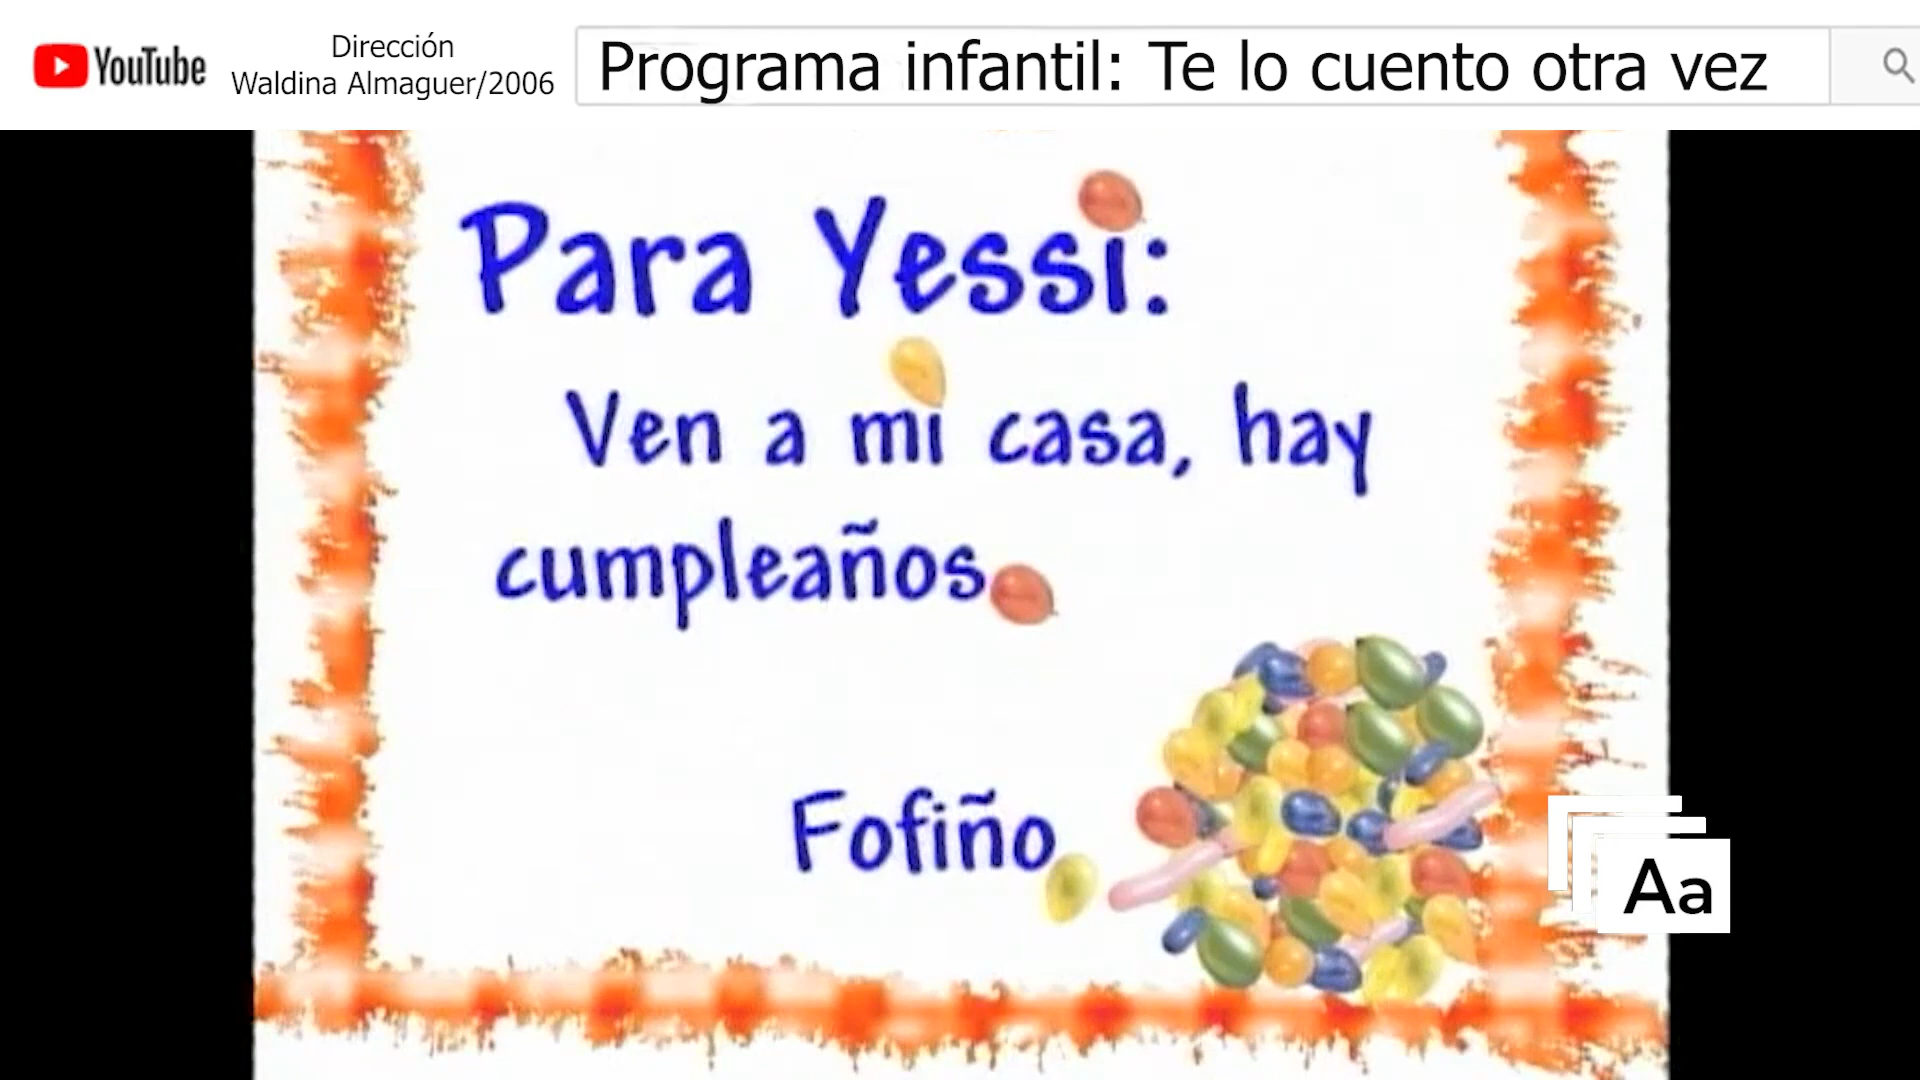 YouTube
Dirección
Waldina Almaguer/2006
Programa infantil: Te lo cuento otra vez
Para Yessi:
Ven a mi casa, hay
cumpleaños
Fofiño
Aa